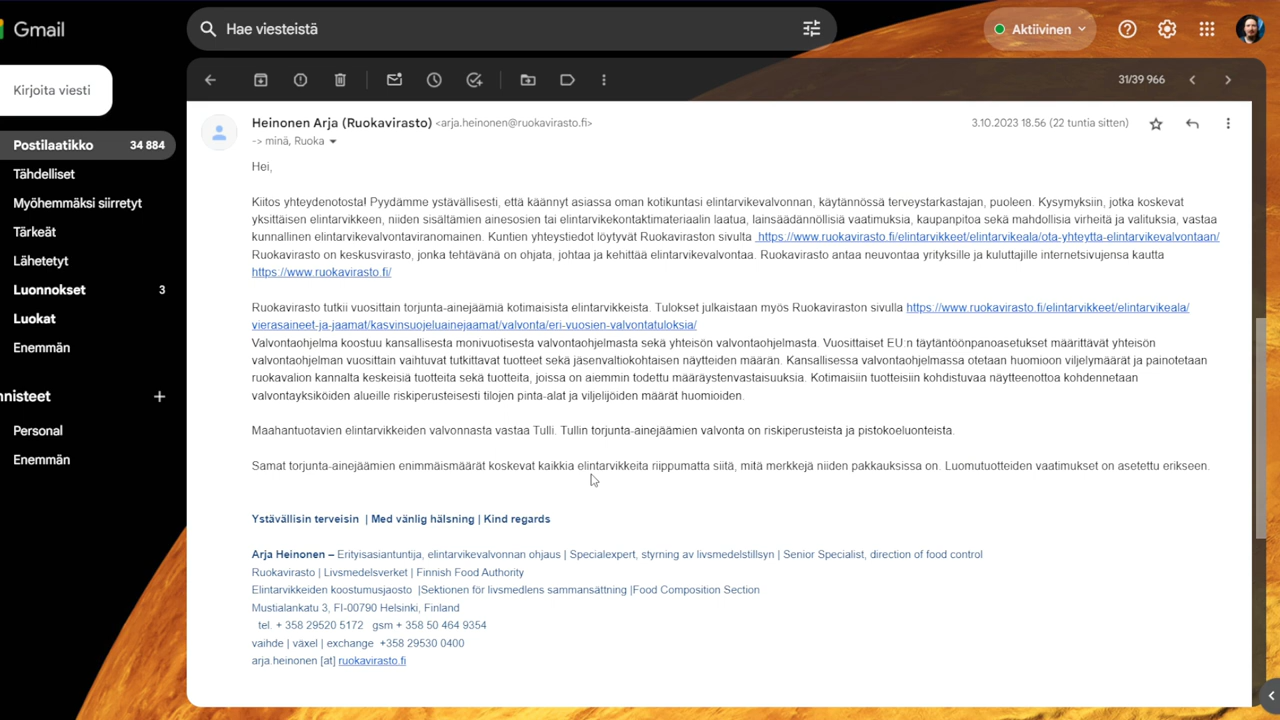 Gmail
Hae viesteistä
Aktiivinen
Kirjoita viesti
31/39 966
Postilaatikko 34 884
Tähdelliset
Myöhemmäksi siirretyt
Tärkeät
Lähetetyt
Luonnokset 3
Luokat
Enemmän
nnisteet +
Personal
Enemmän
Heinonen Arja (Ruokavirasto) <arja.heinonen@ruokavirasto.fi>
3.10.2023 18.56 (22 tuntia sitten)
-> minä, Ruoka
Hei,
Kiitos yhteydenotosta! Pyydämme ystävällisesti, että käännyt asiassa oman kotikuntasi elintarvikevalvonnan, käytännössä terveystarkastajan, puoleen. Kysymyksiin, jotka koskevat
yksittäisen elintarvikkeen, niiden sisältämien ainesosien tai elintarvikekontaktimateriaalin laatua, lainsäädännöllisiä vaatimuksia, kaupanpitoa sekä mahdollisia virheitä ja valituksia, vastaa
kunnallinen elintarvikevalvontaviranomainen. Kuntien yhteystiedot löytyvät Ruokaviraston sivulta https://www.ruokavirasto.fi/elintarvikkeet/elintarvikeala/ota-yhteytta-elintarvikevalvontaan/
Ruokavirasto on keskusvirasto, jonka tehtävänä on ohjata, johtaa ja kehittää elintarvikevalvontaa. Ruokavirasto antaa neuvontaa yrityksille ja kuluttajille internetsivujensa kautta
https://www.ruokavirasto.fi/
Ruokavirasto tutkii vuosittain torjunta-ainejäämiä kotimaisista elintarvikkeista. Tulokset julkaistaan myös Ruokaviraston sivulla https://www.ruokavirasto.fi/elintarvikkeet/elintarvikeala/
vierasaineet-ja-jaamat/kasvinsuojeluainejaamat/valvonta/eri-vuosien-valvontatuloksia/
Valvontaohjelma koostuu kansallisesta monivuotisesta valvontaohjelmasta sekä yhteisön valvontaohjelmasta. Vuosittaiset EU:n täytäntöönpanoasetukset määrittävät yhteisön
valvontaohjelman vuosittain vaihtuvat tutkittavat tuotteet sekä jäsenvaltiokohtaisen näytteiden määrän. Kansallisessa valvontaohjelmassa otetaan huomioon viljelymäärät ja painotetaan
ruokavalion kannalta keskeisiä tuotteita sekä tuotteita, joissa on aiemmin todettu määräystenvastaisuuksia. Kotimaisiin tuotteisiin kohdistuvaa näytteenottoa kohdennetaan
valvontayksiköiden alueille riskiperusteisesti tilojen pinta-alat ja viljelijöiden määrät huomioiden.
Maahantuotavien elintarvikkeiden valvonnasta vastaa Tulli. Tullin torjunta-ainejäämien valvonta on riskiperusteista ja pistokoeluonteista.
Samat torjunta-ainejäämien enimmäismäärät koskevat kaikkia elintarvikkeita riippumatta siitä, mitä merkkejä niiden pakkauksissa on. Luomutuotteiden vaatimukset on asetettu erikseen.
Ystävällisin terveisin | Med vänlig hälsning | Kind regards
Arja Heinonen – Erityisasiantuntija, elintarvikevalvonnan ohjaus | Specialexpert, styrning av livsmedelstillsyn | Senior Specialist, direction of food control
Ruokavirasto | Livsmedelsverket | Finnish Food Authority
Elintarvikkeiden koostumusjaosto |Sektionen för livsmedlens sammansättning |Food Composition Section
Mustialankatu 3, FI-00790 Helsinki, Finland
tel. + 358 29520 5172 gsm + 358 50 464 9354
vaihde | växel | exchange +358 29530 0400
arja.heinonen [at] ruokavirasto.fi